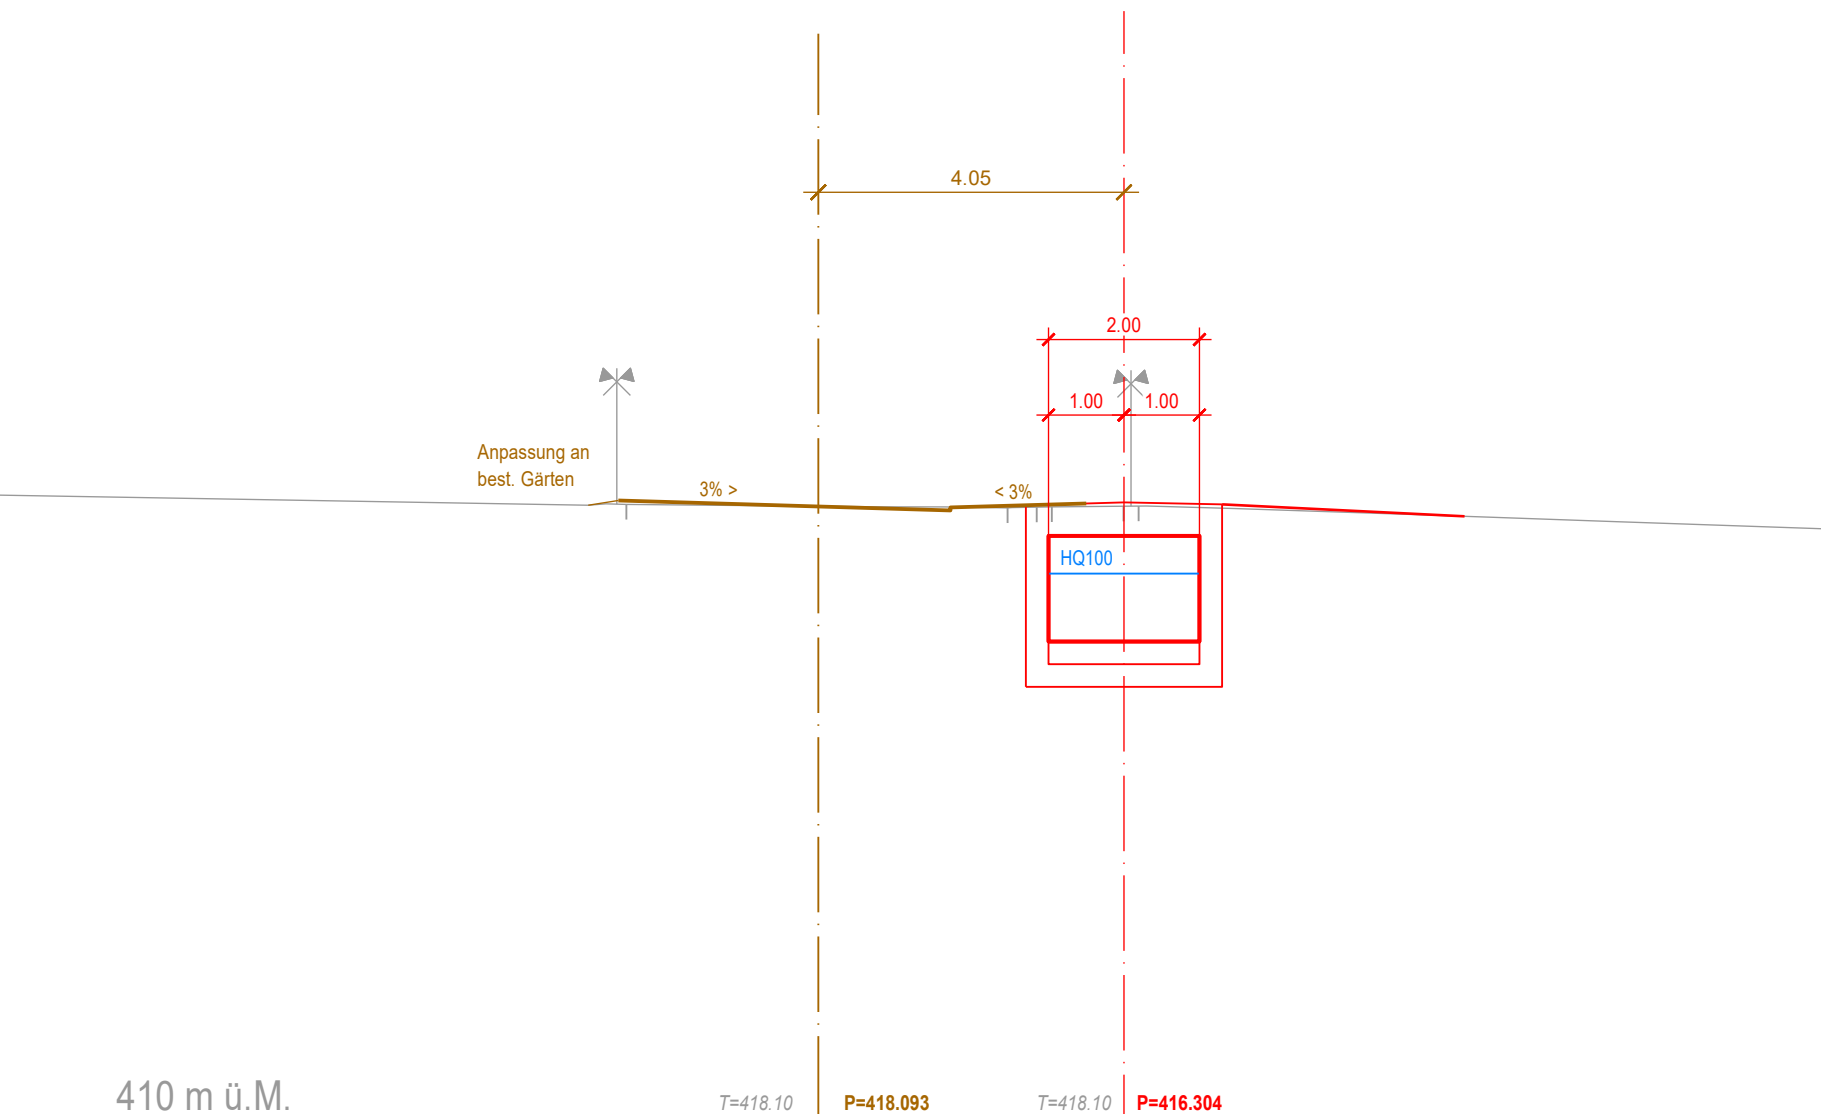 4.05
2.00
1.00
1.00
Anpassung an
best. Gärten
3% >
< 3%
HQ100
410 m ü.M.
T=418.10
P=418.093
T=418.10
P=416.304